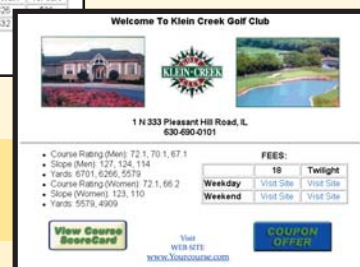 Welcome To Klein Creek Golf Club
KLEIN-CREEK
1 N 333 Pleasant Hill Road, IL
630-690-0101
• Course Rating (Men): 72.1, 70.1, 67.1
• Slope (Men): 127, 124, 114
• Yards: 6701, 6266, 5579
• Course Rating (Women): 72.1, 66.2
• Slope (Women): 123, 110
• Yards: 5579, 4909
FEES:
18 Twilight
Weekday Visit Site Visit Site
Weekend Visit Site Visit Site
View Course
ScoreCard
Visit
WEB SITE
www.Yourcourse.com
COUPON
OFFER